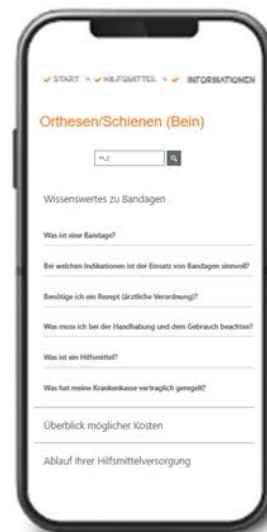 START > HILFSMITTEL > INFORMATIONEN
Orthesen/Schienen (Bein)
PLZ
Wissenswertes zu Bandagen
Was ist eine Bandage?
Bei welchen Indikationen ist der Einsatz von Bandagen sinnvoll?
Benötige ich ein Rezept (ärztliche Verordnung)?
Was muss ich bei der Handhabung und dem Gebrauch beachten?
Was ist ein Hilfsmittel?
Was hat meine Krankenkasse vertraglich geregelt?
Überblick möglicher Kosten
Ablauf Ihrer Hilfsmittelversorgung